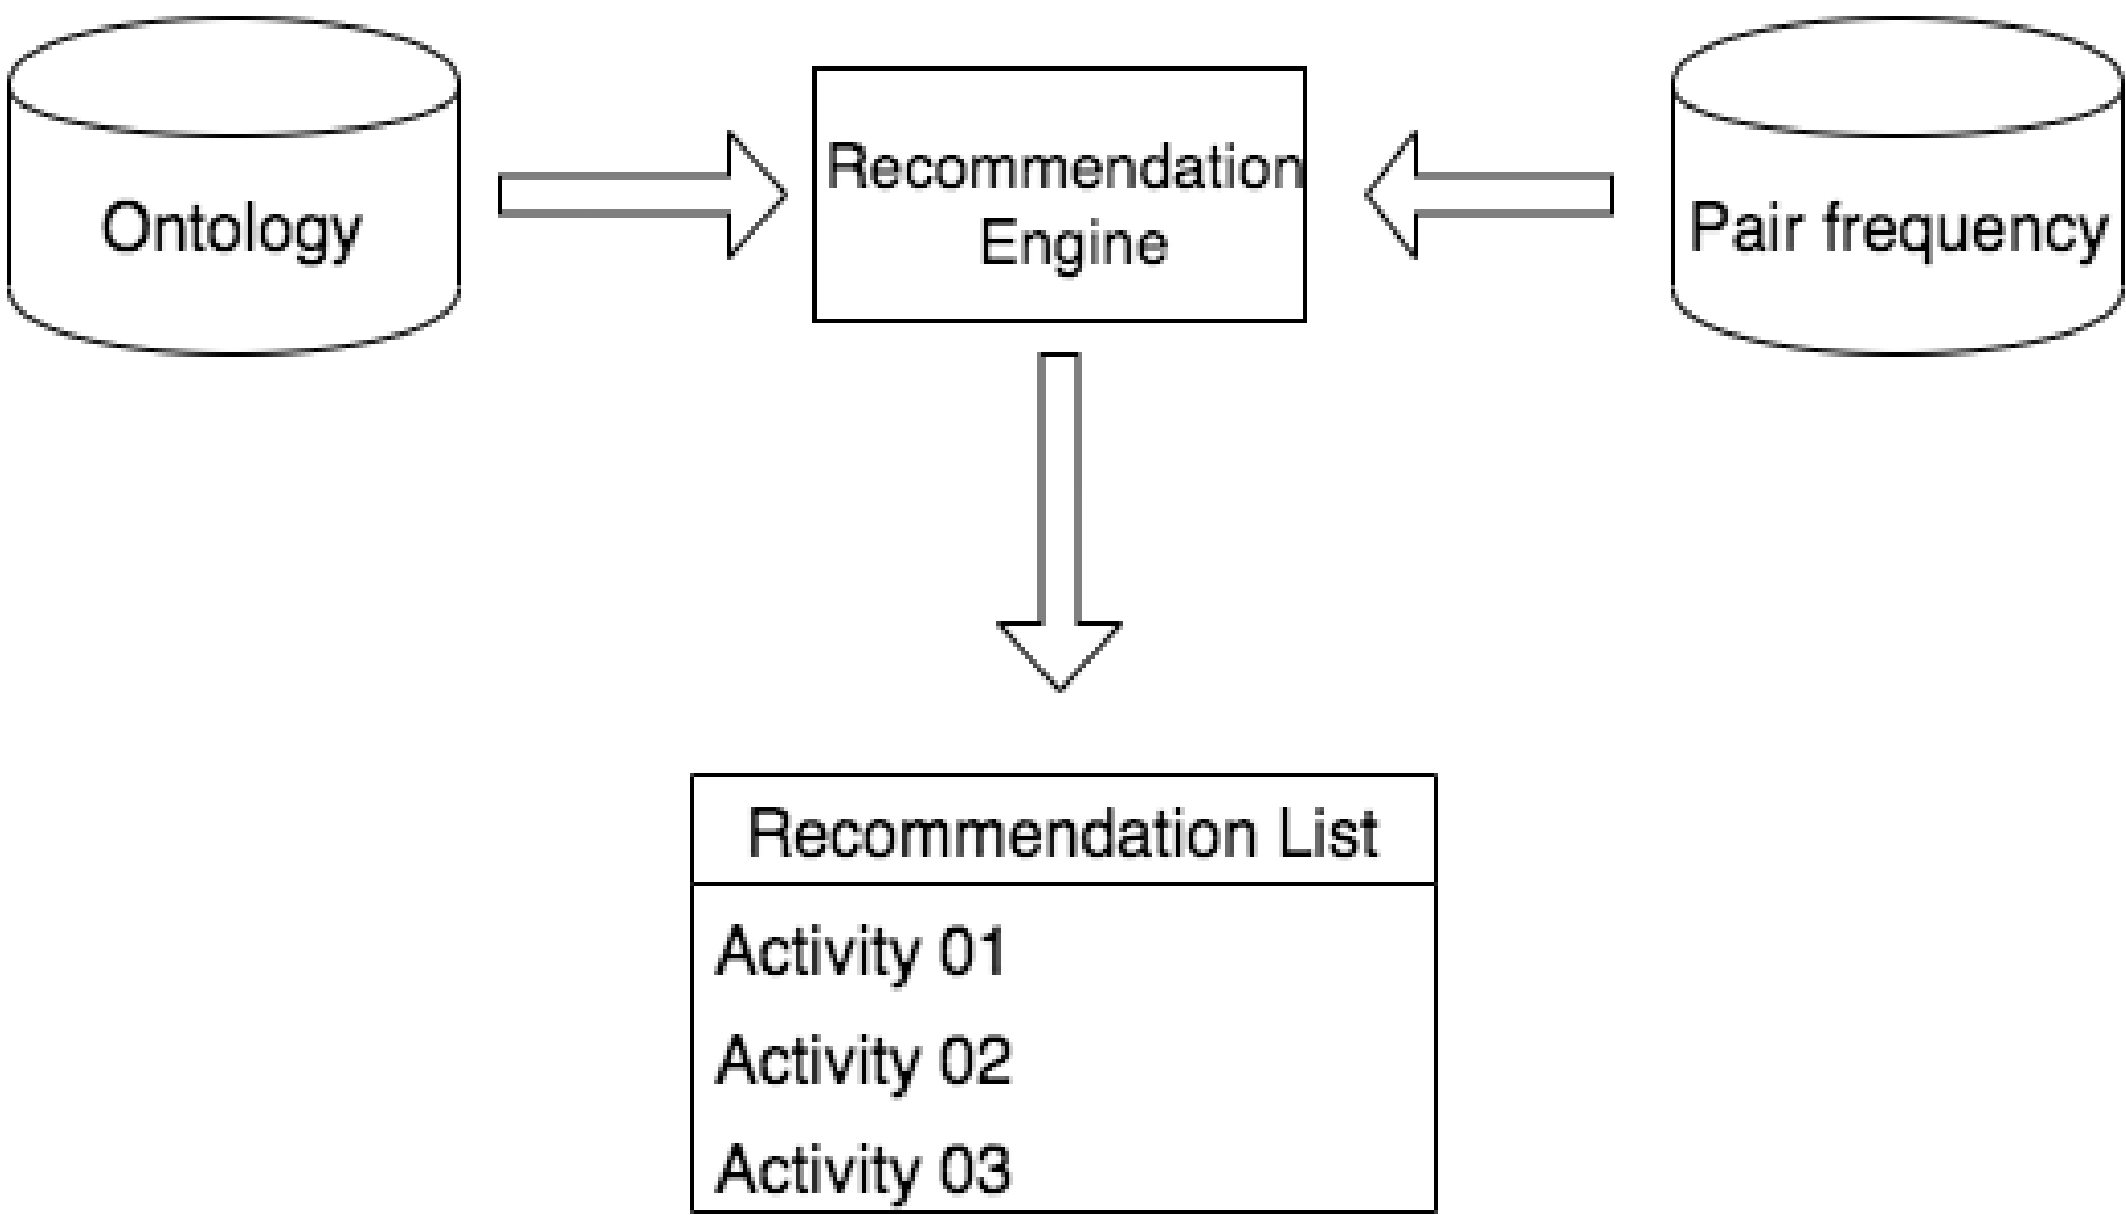 Ontology
Recommendation
Engine
Pair frequency
Recommendation List
Activity 01
Activity 02
Activity 03